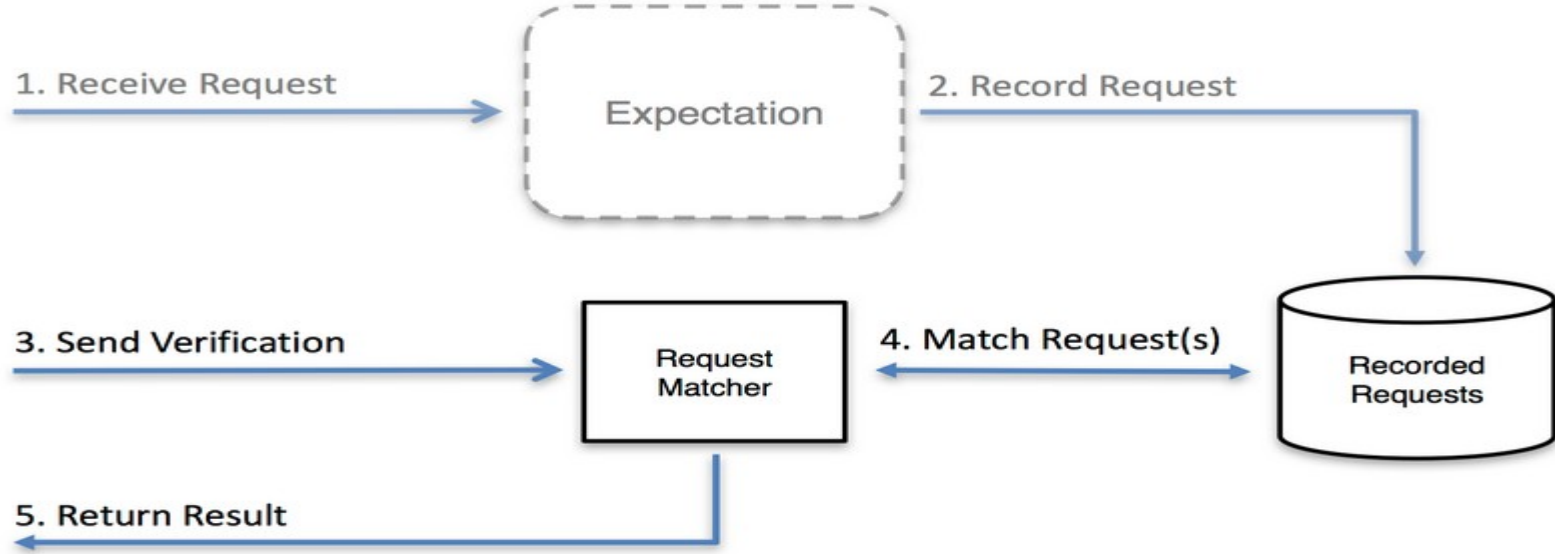 1. Receive Request
Expectation
2. Record Request
3. Send Verification
Request
Matcher
4. Match Request(s)
Recorded
Requests
5. Return Result